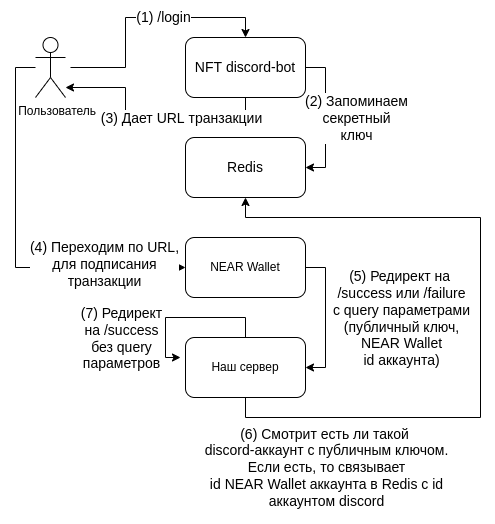 (1) /login
NFT discord-bot
Пользователь
(2) Запоминаем
секретный
ключ
(3) Дает URL транзакции
Redis
(4) Переходим по URL,
для подписания
транзакции
NEAR Wallet
(5) Редирект на
/success или /failure
с query параметрами
(публичный ключ,
NEAR Wallet
id аккаунта)
(7) Редирект
на /success
без query
параметров
Наш сервер
(6) Смотрит есть ли такой
discord-аккаунт с публичным ключом.
Если есть, то связывает
id NEAR Wallet аккаунта в Redis с id
аккаунтом discord